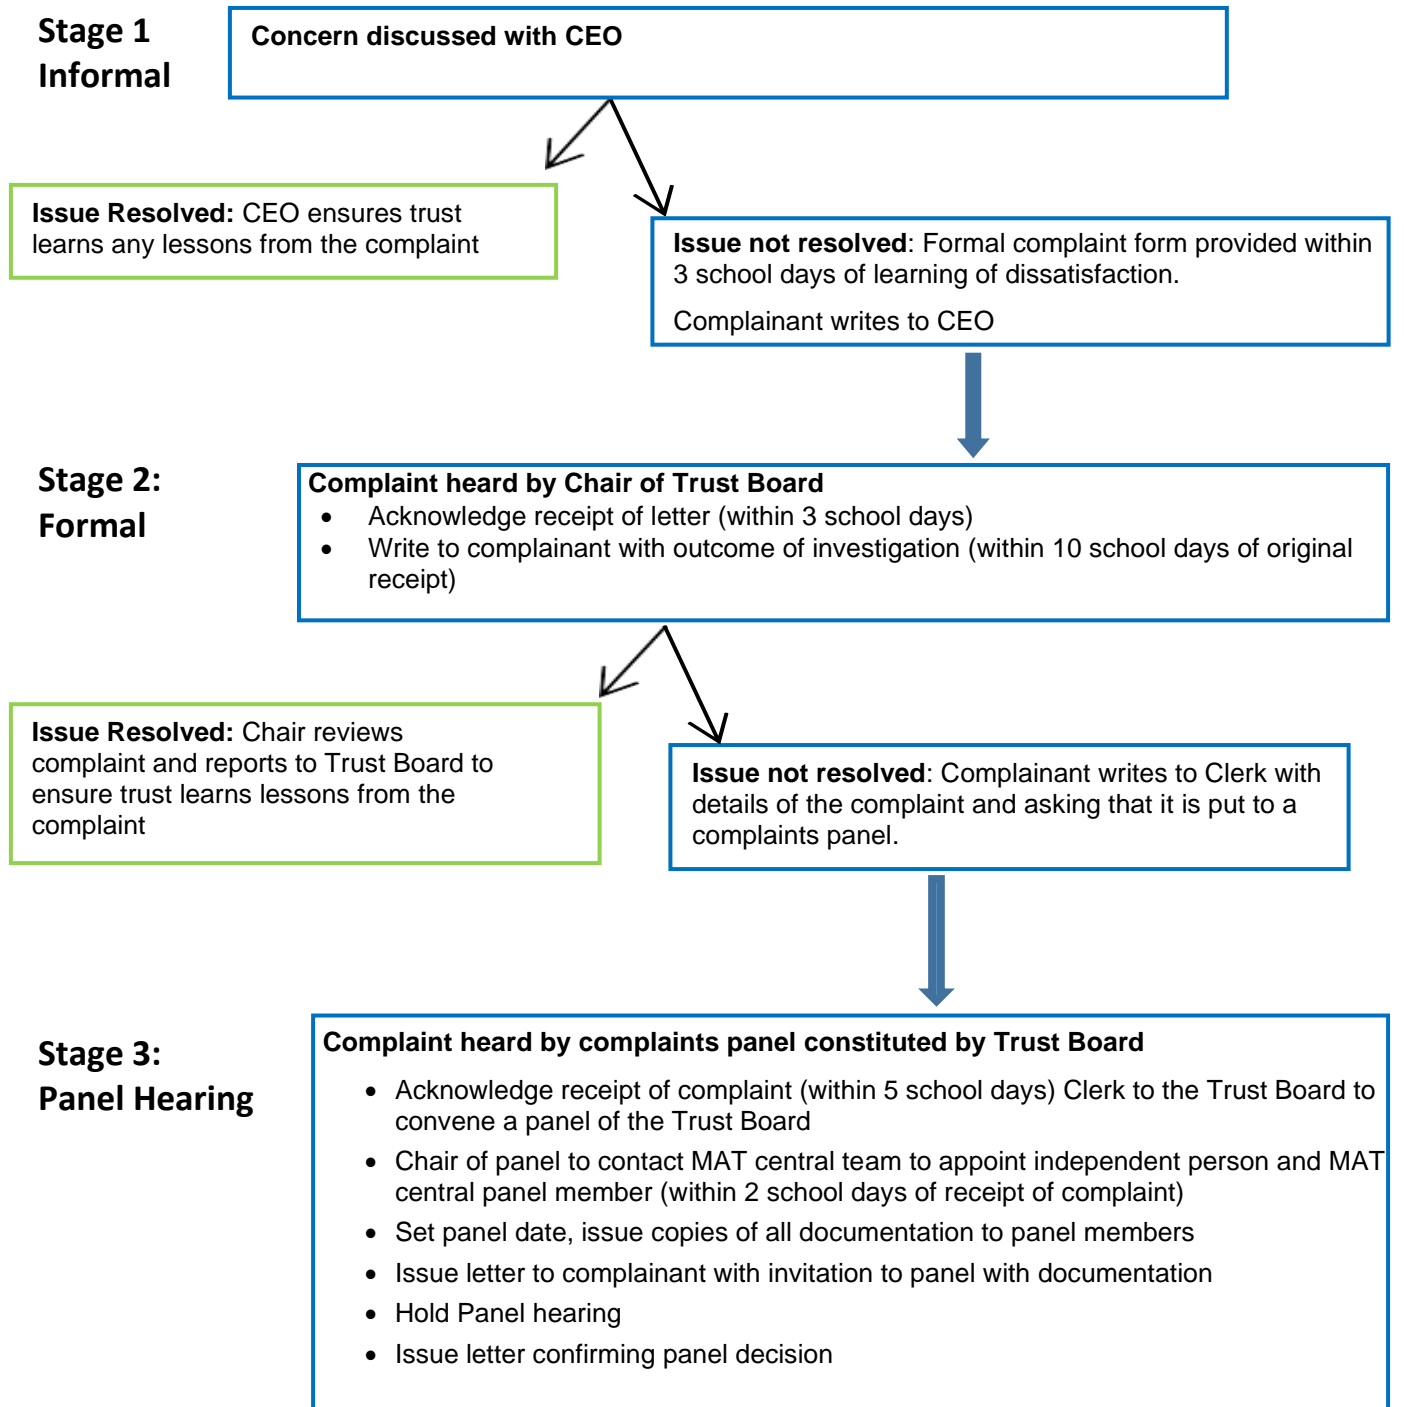 Stage 1
Informal
Concern discussed with CEO
Issue Resolved: CEO ensures trust
learns any lessons from the complaint
Issue not resolved: Formal complaint form provided within
3 school days of learning of dissatisfaction.
Complainant writes to CEO
Stage 2:
Formal
Complaint heard by Chair of Trust Board
• Acknowledge receipt of letter (within 3 school days)
• Write to complainant with outcome of investigation (within 10 school days of original
receipt)
Issue Resolved: Chair reviews
complaint and reports to Trust Board to
ensure trust learns lessons from the
complaint
Issue not resolved: Complainant writes to Clerk with
details of the complaint and asking that it is put to a
complaints panel.
Stage 3:
Panel Hearing
Complaint heard by complaints panel constituted by Trust Board
• Acknowledge receipt of complaint (within 5 school days) Clerk to the Trust Board to
convene a panel of the Trust Board
• Chair of panel to contact MAT central team to appoint independent person and MAT
central panel member (within 2 school days of receipt of complaint)
• Set panel date, issue copies of all documentation to panel members
• Issue letter to complainant with invitation to panel with documentation
• Hold Panel hearing
• Issue letter confirming panel decision